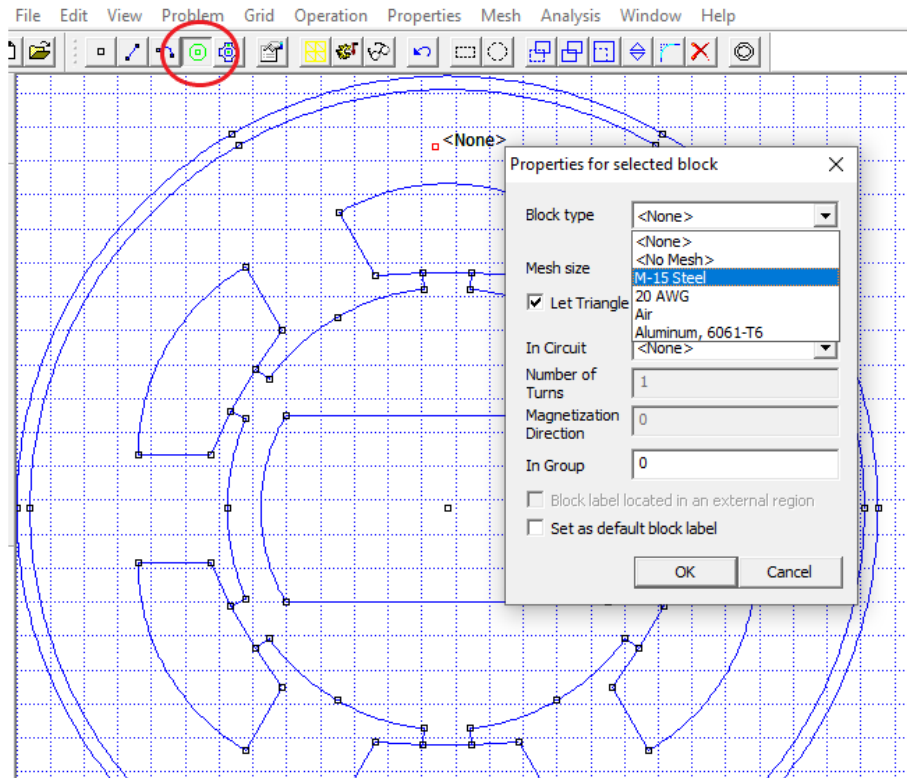 File Edit View Problem Grid Operation Properties Mesh Analysis Window Help
<None>
Properties for selected block
Block type
<None>
<None>
<No Mesh>
M-15 Steel
20 AWG
Air
Aluminum, 6061-T6
Mesh size
Let Triangle
In Circuit
<None>
Number of
Turns
1
Magnetization
Direction
0
In Group
0
Block label located in an external region
Set as default block label
OK Cancel